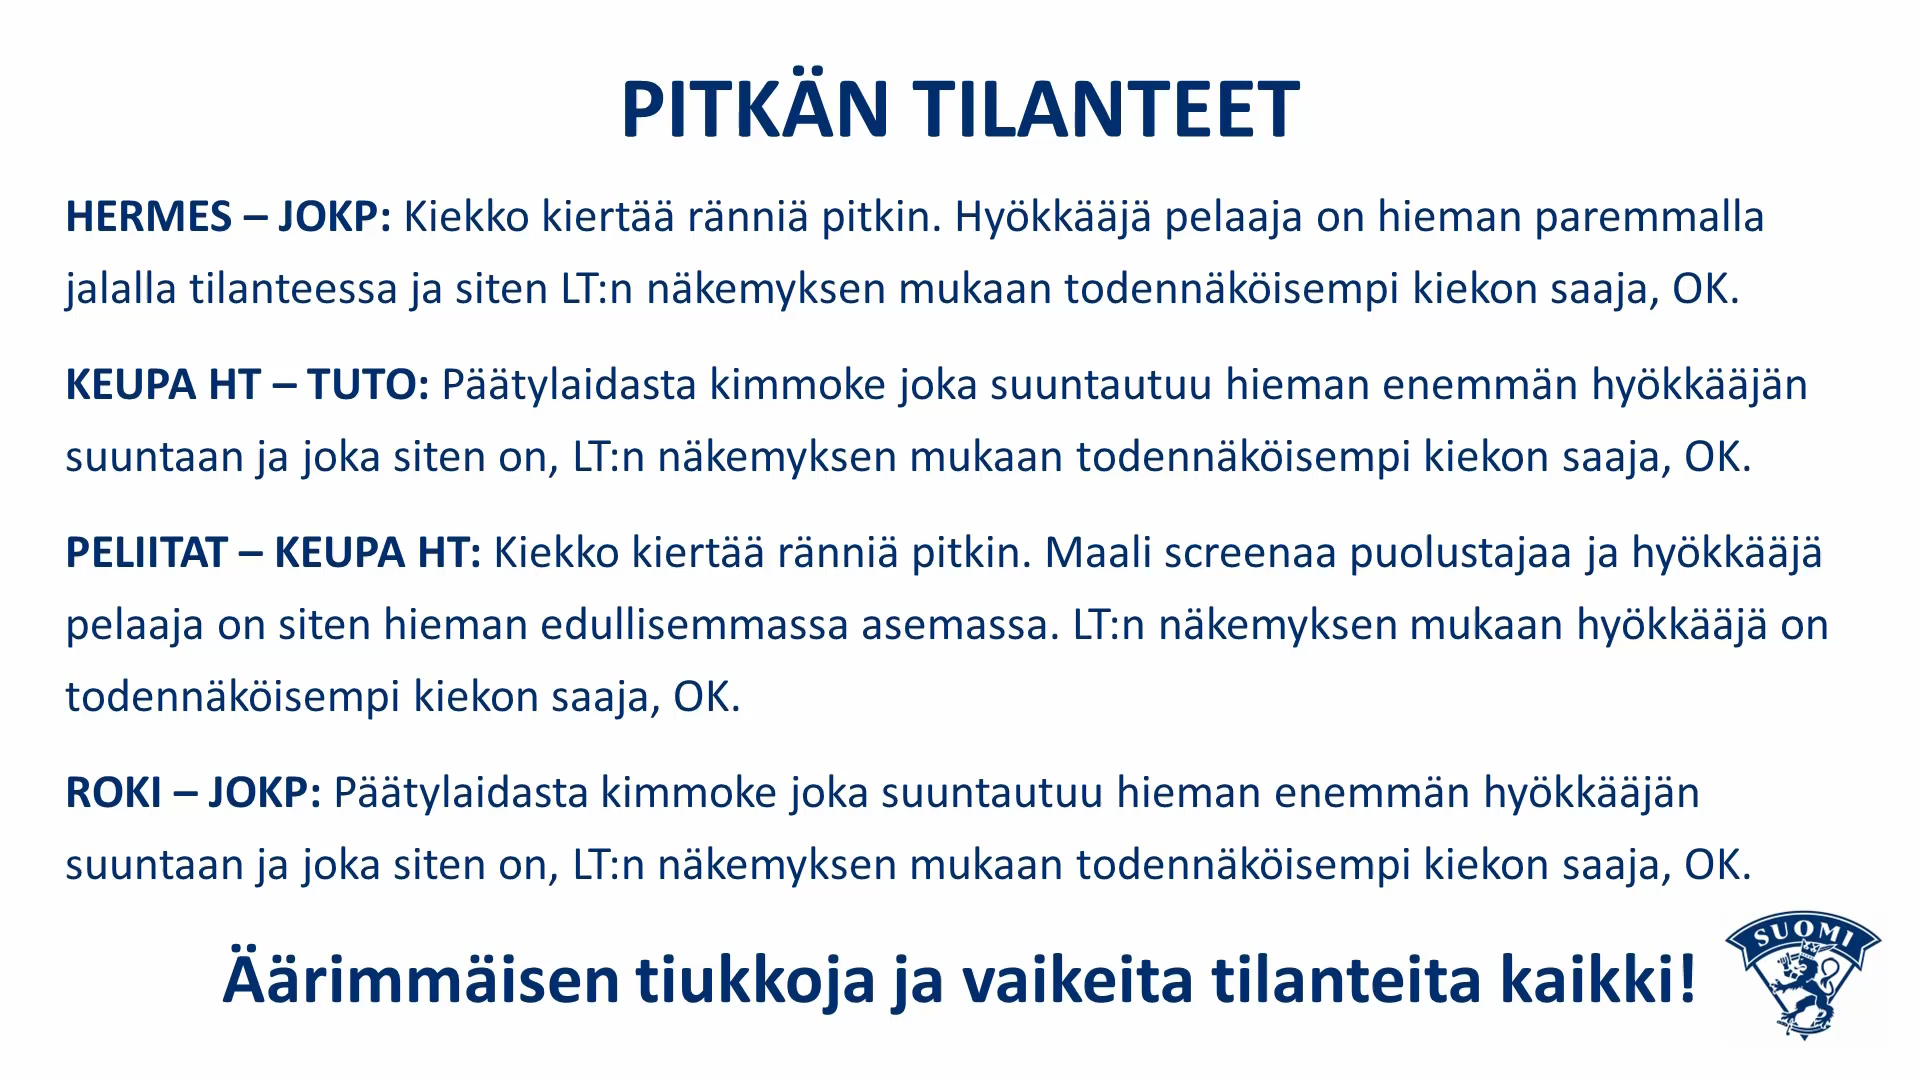 PITKÄN TILANTEET
HERMES – JOKP: Kiekko kiertää ränniä pitkin. Hyökkääjä pelaaja on hieman paremmalla
jalalla tilanteessa ja siten LT:n näkemyksen mukaan todennäköisempi kiekon saaja, OK.
KEUPA HT – TUTO: Päätylaidasta kimmoke joka suuntautuu hieman enemmän hyökkääjän
suuntaan ja joka siten on, LT:n näkemyksen mukaan todennäköisempi kiekon saaja, OK.
PELIITAT – KEUPA HT: Kiekko kiertää ränniä pitkin. Maali screenaa puolustajaa ja hyökkääjä
pelaaja on siten hieman edullisemmassa asemassa. LT:n näkemyksen mukaan hyökkääjä on
todennäköisempi kiekon saaja, OK.
ROKI – JOKP: Päätylaidasta kimmoke joka suuntautuu hieman enemmän hyökkääjän
suuntaan ja joka siten on, LT:n näkemyksen mukaan todennäköisempi kiekon saaja, OK.
Äärimmäisen tiukkoja ja vaikeita tilanteita kaikki!
SUOMI